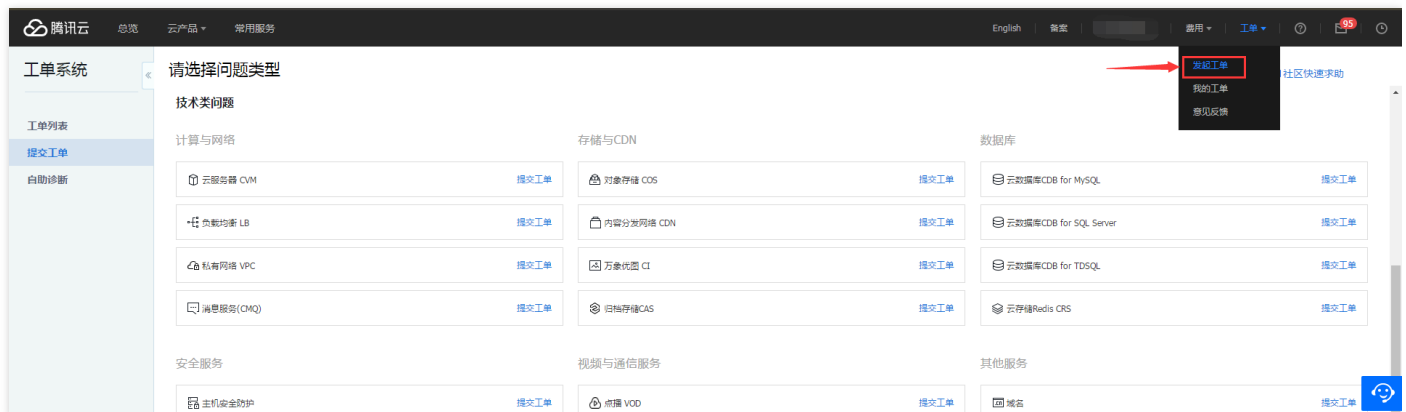 腾讯云 总览 云产品 常用服务 English 备案 费用 工单 95
工单系统
工单列表
提交工单
自助诊断
请选择问题类型
发起工单
我的工单
意见反馈
社区快速求助
技术类问题
计算与网络 存储与CDN 数据库
云服务器 CVM 提交工单 对象存储 COS 提交工单 云数据库CDB for MySQL 提交工单
负载均衡 LB 提交工单 内容分发网络 CDN 提交工单 云数据库CDB for SQL Server 提交工单
私有网络 VPC 提交工单 万象优图 CI 提交工单 云数据库CDB for TDSQL 提交工单
消息服务(CMQ) 提交工单 归档存储CAS 提交工单 云存储Redis CRS 提交工单
安全服务 视频与通信服务 其他服务
主机安全防护 提交工单 点播 VOD 提交工单 域名 提交工单